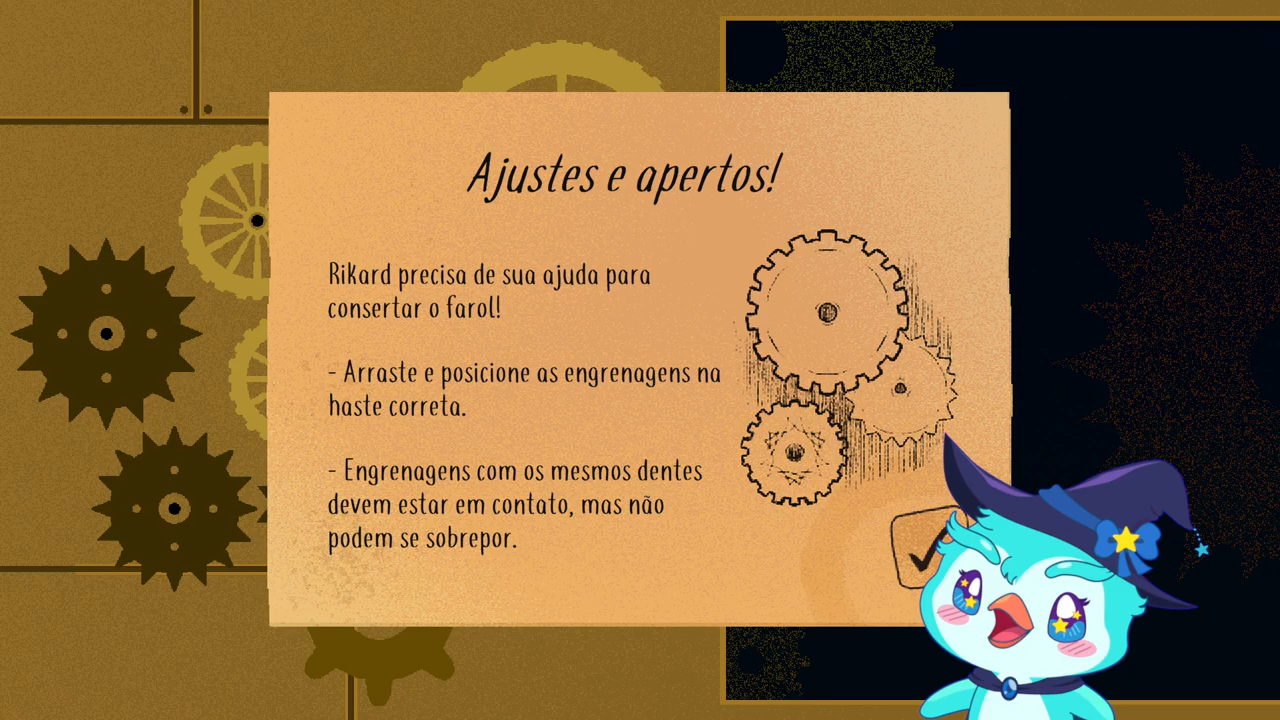 Ajustes e apertos!
Rikard precisa de sua ajuda para
consertar o farol!
- Arraste e posicione as engrenagens na
haste correta.
- Engrenagens com os mesmos dentes
devem estar em contato, mas não
podem se sobrepor.